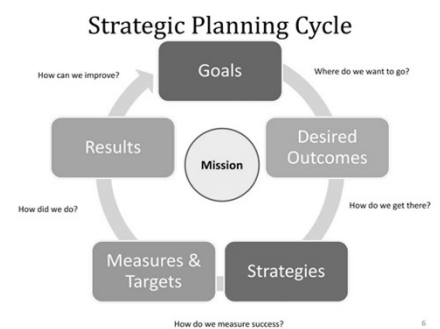 Strategic Planning Cycle
Goals
How can we improve?
Where do we want to go?
Results
Desired
Outcomes
Mission
How did we do?
How do we get there?
Measures &
Targets
Strategies
How do we measure success?
6